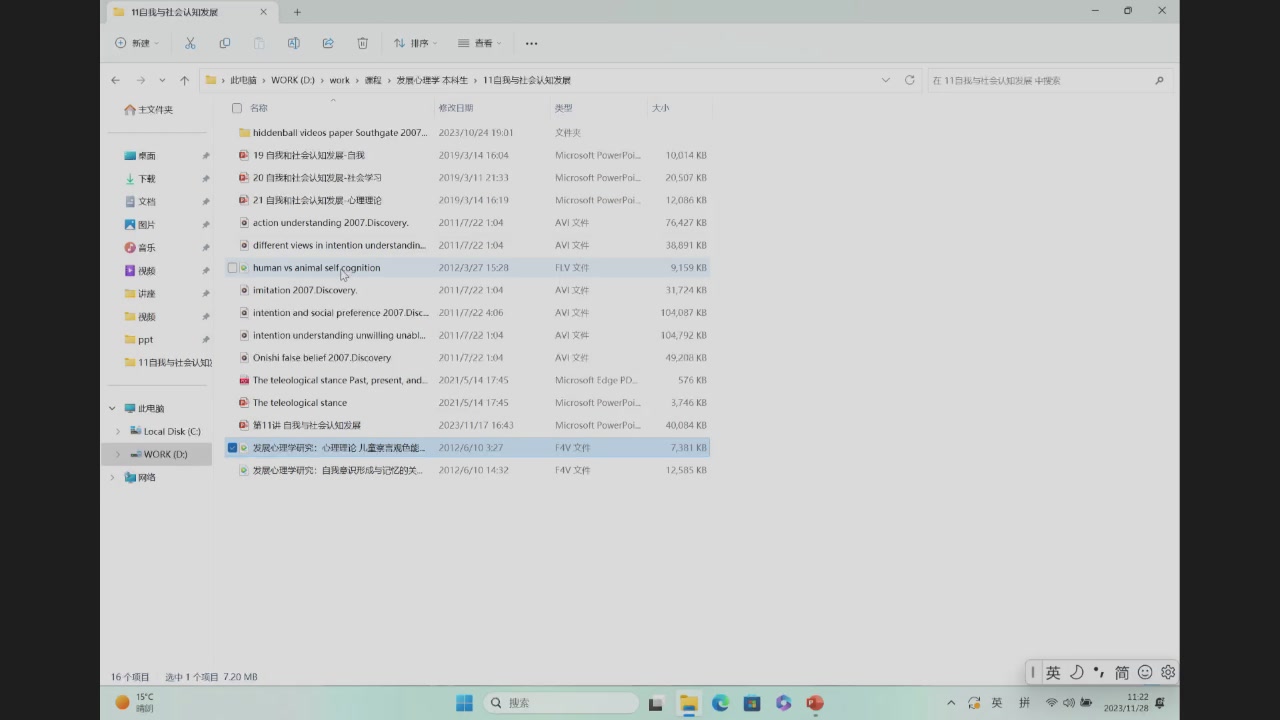 11自我与社会认知发展
新建
排序
查看
此电脑 › WORK (D:) › work › 课程 › 发展心理学 本科生 › 11自我与社会认知发展
在 11自我与社会认知发展 中搜索
主文件夹
桌面
下载
文档
图片
音乐
视频
讲座
视频
ppt
11自我与社会认知发
此电脑
Local Disk (C:)
WORK (D:)
网络
名称 修改日期 类型 大小
hiddenball videos paper Southgate 2007... 2023/10/24 19:01 文件夹
19 自我和社会认知发展-自我 2019/3/14 16:04 Microsoft PowerPoi... 10,014 KB
20 自我和社会认知发展-社会学习 2019/3/11 21:33 Microsoft PowerPoi... 20,507 KB
21 自我和社会认知发展-心理理论 2019/3/14 16:19 Microsoft PowerPoi... 12,086 KB
action understanding 2007.Discovery. 2011/7/22 1:04 AVI 文件 76,427 KB
different views in intention understandin... 2011/7/22 1:04 AVI 文件 38,891 KB
human vs animal self cognition 2012/3/27 15:28 FLV 文件 9,159 KB
imitation 2007.Discovery. 2011/7/22 1:04 AVI 文件 31,724 KB
intention and social preference 2007.Disc... 2011/7/22 4:06 AVI 文件 104,087 KB
intention understanding unwilling unabl... 2011/7/22 1:04 AVI 文件 104,792 KB
Onishi false belief 2007.Discovery 2011/7/22 1:04 AVI 文件 49,208 KB
The teleological stance Past, present, and... 2021/5/14 17:45 Microsoft Edge PD... 576 KB
The teleological stance 2021/5/14 17:45 Microsoft PowerPoi... 3,746 KB
第11讲 自我与社会认知发展 2023/11/17 16:43 Microsoft PowerPoi... 40,084 KB
发展心理学研究：心理理论 儿童察言观色能... 2012/6/10 3:27 F4V 文件 7,381 KB
发展心理学研究：自我意识形成与记忆的关... 2012/6/10 14:32 F4V 文件 12,585 KB
16 个项目 选中 1 个项目 7.20 MB
英 简
15°C
晴朗
搜索
英 拼
11:22
2023/11/28